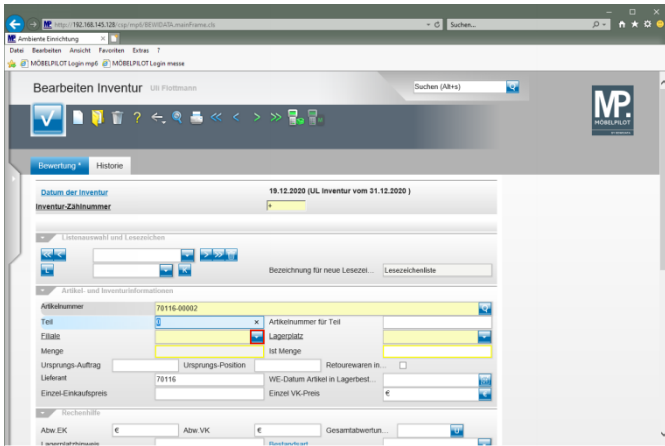 http://192.168.145.128/csp/mp6/BEWIDATA.mainFrame.cls
Suchen...
Ambiente Einrichtung
Datei Bearbeiten Ansicht Favoriten Extras ?
MÖBELPILOT Login mp6 MÖBELPILOT Login messe
Bearbeiten Inventur Uli Flottmann
Suchen (Alt+s)
MP.
MÖBELPILOT
Bewertung * Historie
Datum der Inventur 19.12.2020 (UL Inventur vom 31.12.2020 )
Inventur-Zählnummer +
Listenauswahl und Lesezeichen
L K
Bezeichnung für neue Lesezei... Lesezeichenliste
Artikel- und Inventurinformationen
Artikelnummer 70116-00002
Teil 0 × Artikelnummer für Teil
Filiale Lagerplatz
Menge Ist Menge
Ursprungs-Auftrag Ursprungs-Position Retourewaren in...
Lieferant 70116 WE-Datum Artikel in Lagerbest...
Einzel-Einkaufspreis Einzel VK-Preis €
Rechenhilfe
Abw.EK € Abw.VK € Gesamtabwertun...
Lagerplatzhinweis Bestandsart